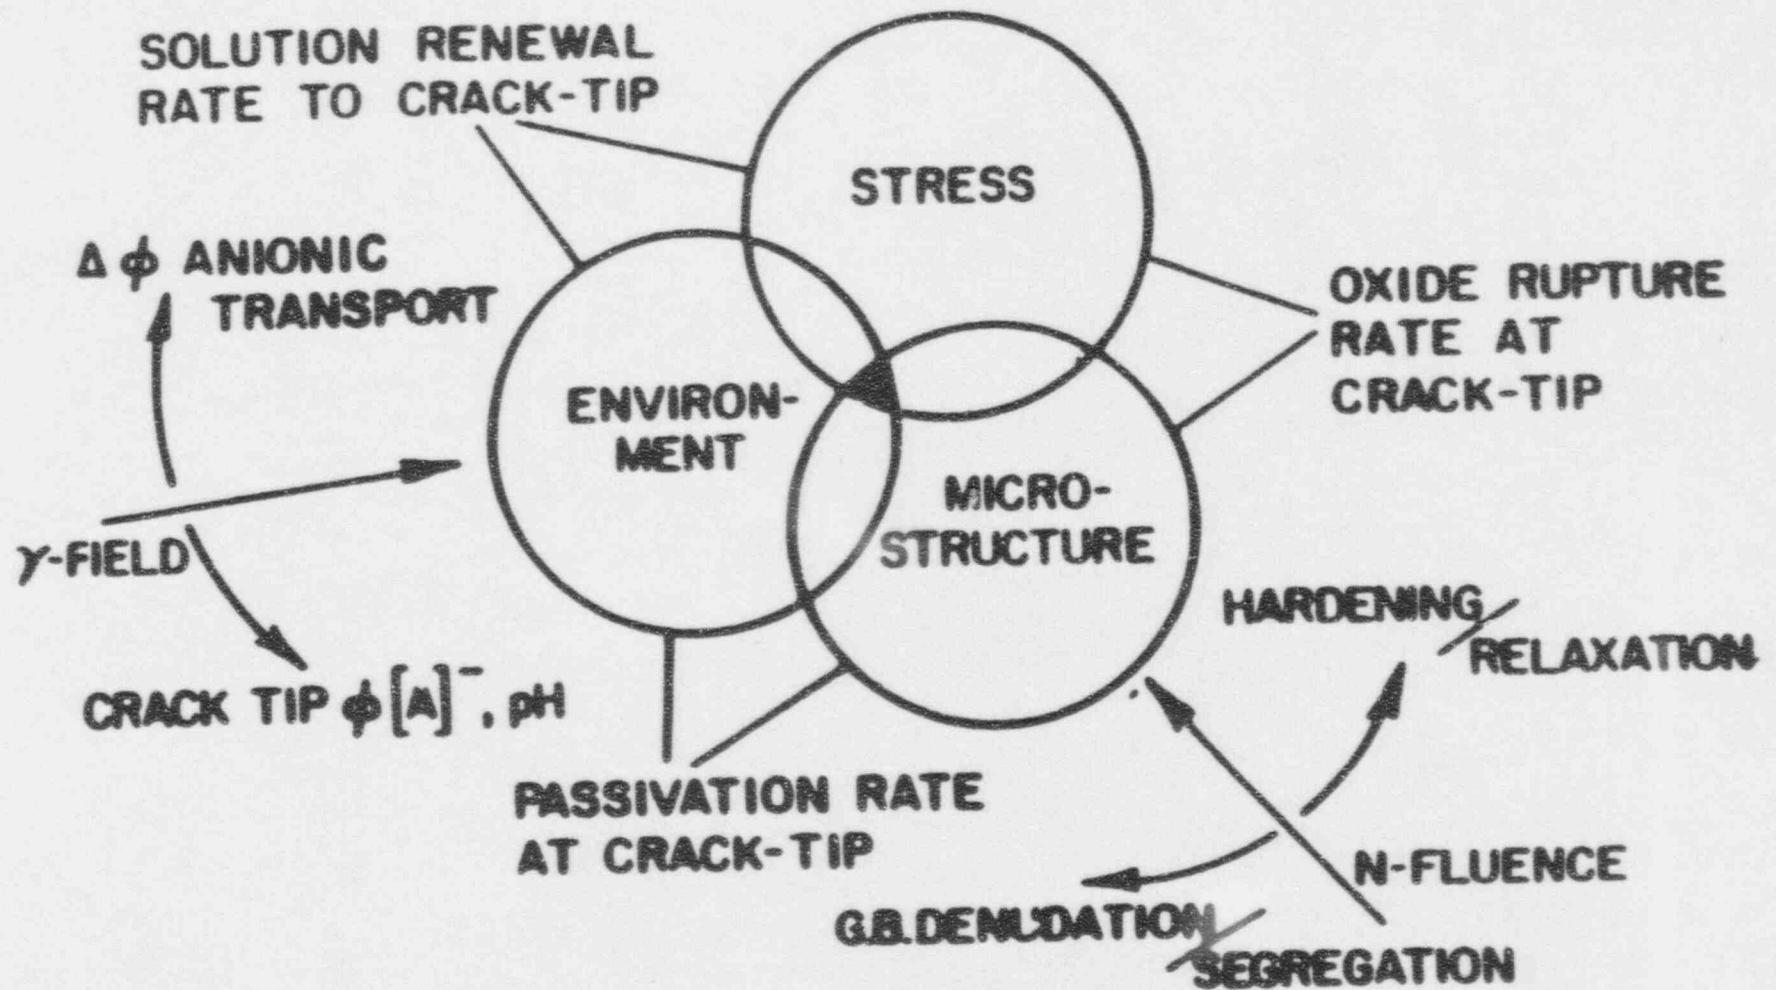 SOLUTION RENEWAL
RATE TO CRACK-TIP
STRESS
Δ ϕ ANIONIC
TRANSPORT
OXIDE RUPTURE
RATE AT
CRACK-TIP
ENVIRON-
MENT
MICRO-
STRUCTURE
γ-FIELD
HARDENING/
RELAXATION
CRACK TIP ϕ [A]⁻, pH
PASSIVATION RATE
AT CRACK-TIP
N-FLUENCE
G.B.DENUDATION/
SEGREGATION